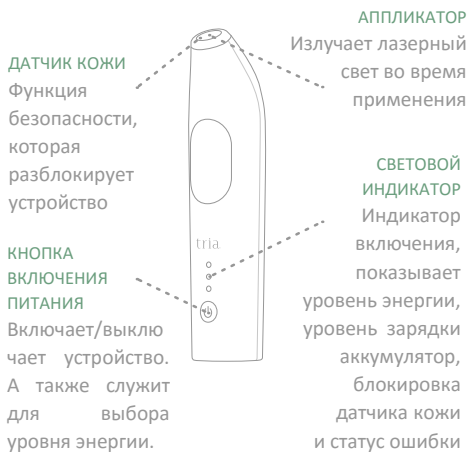 АППЛИКАТОР
Излучает лазерный
свет во время
применения
ДАТЧИК КОЖИ
Функция
безопасности,
которая
разблокирует
устройство
СВЕТОВОЙ
ИНДИКАТОР
Индикатор
включения,
показывает
уровень энергии,
уровень зарядки
аккумулятор,
блокировка
датчика кожи
и статус ошибки
tria
КНОПКА
ВКЛЮЧЕНИЯ
ПИТАНИЯ
Включает/выклю
чает устройство.
А также служит
для выбора
уровня энергии.